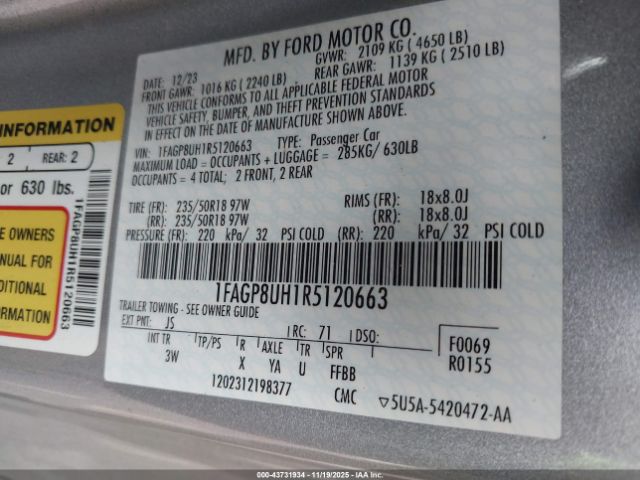 INFORMATION
2 REAR: 2
or 630 lbs.
E OWNERS
NUAL FOR
DITIONAL
ORMATION
1FAGP8UH1R5120663
MFD. BY FORD MOTOR CO.
DATE: 12/23 GVWR: 2109 KG ( 4650 LB)
FRONT GAWR: 1016 KG ( 2240 LB) REAR GAWR: 1139 KG ( 2510 LB)
THIS VEHICLE CONFORMS TO ALL APPLICABLE FEDERAL MOTOR
VEHICLE SAFETY, BUMPER, AND THEFT PREVENTION STANDARDS
IN EFFECT ON THE DATE OF MANUFACTURE SHOWN ABOVE.
VIN: 1FAGP8UH1R5120663 TYPE: Passenger Car
MAXIMUM LOAD = OCCUPANTS + LUGGAGE = 285KG/ 630LB
OCCUPANTS = 4 TOTAL; 2 FRONT, 2 REAR
TIRE (FR): 235/50R18 97W RIMS (FR): 18x8.0J
(RR): 235/50R18 97W (RR): 18x8.0J
PRESSURE (FR): 220 kPa/ 32 PSI COLD (RR): 220 kPa/ 32 PSI COLD
1FAGP8UH1R5120663
TRAILER TOWING - SEE OWNER GUIDE
EXT PNT: JS RC: 71 DSO: F0069
INT TR TP/PS R AXLE TR SPR R0155
3W X YA U FFBB
1202312198377 CMC ▽5U5A-5420472-AA
000-43731934 - 11/19/2025 - IAAI.COM